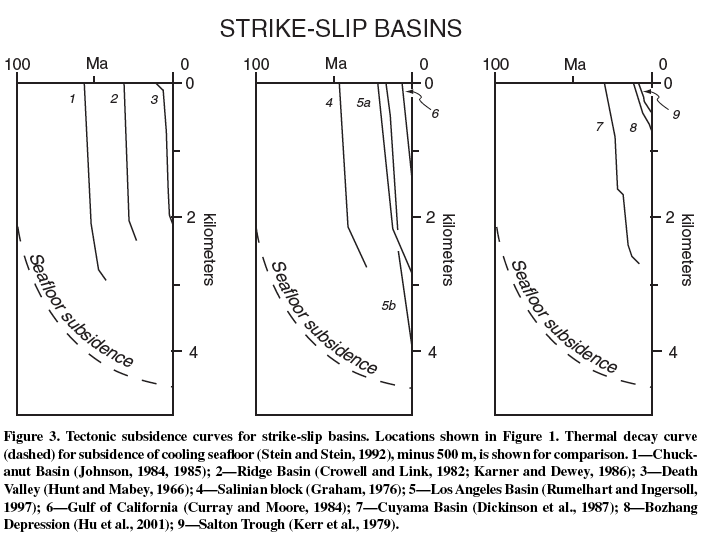 STRIKE-SLIP BASINS
100 Ma 0
0
1 2 3
2
kilometers
4
Seafloor subsidence
100 Ma 0
0
4 5a
6
2
kilometers
5b
4
Seafloor subsidence
100 Ma 0
0
9
7 8
2
kilometers
4
Seafloor subsidence
Figure 3. Tectonic subsidence curves for strike-slip basins. Locations shown in Figure 1. Thermal decay curve
(dashed) for subsidence of cooling seafloor (Stein and Stein, 1992), minus 500 m, is shown for comparison. 1—Chuck-
anut Basin (Johnson, 1984, 1985); 2—Ridge Basin (Crowell and Link, 1982; Karner and Dewey, 1986); 3—Death
Valley (Hunt and Mabey, 1966); 4—Salinian block (Graham, 1976); 5—Los Angeles Basin (Rumelhart and Ingersoll,
1997); 6—Gulf of California (Curray and Moore, 1984); 7—Cuyama Basin (Dickinson et al., 1987); 8—Bozhang
Depression (Hu et al., 2001); 9—Salton Trough (Kerr et al., 1979).